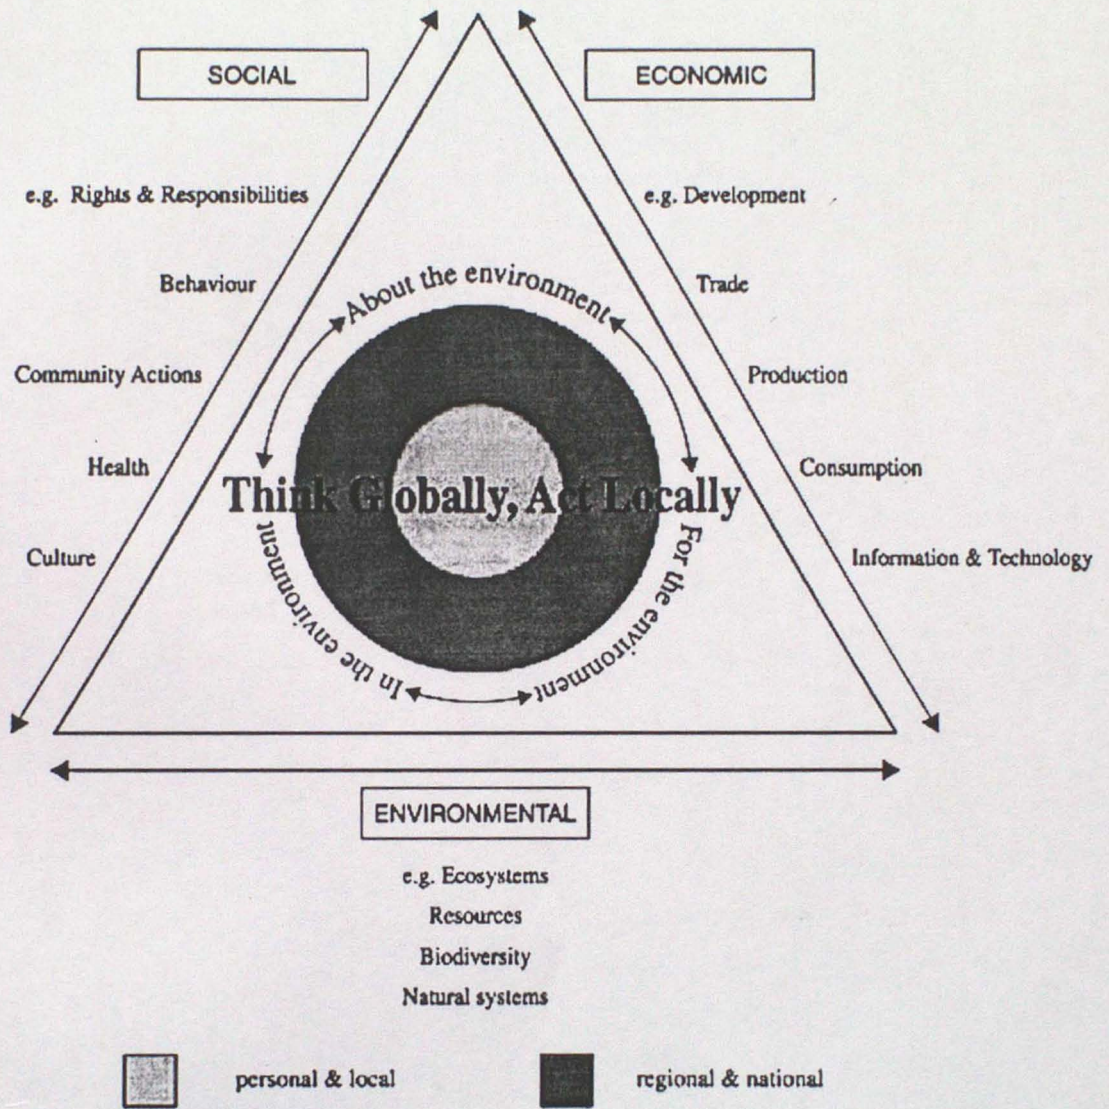 SOCIAL
ECONOMIC
e.g. Rights & Responsibilities
e.g. Development
Behaviour
Trade
About the environment
Community Actions
Production
Health
Consumption
Think Globally, Act Locally
Culture
Information & Technology
In the environment
For the environment
ENVIRONMENTAL
e.g. Ecosystems
Resources
Biodiversity
Natural systems
personal & local
regional & national